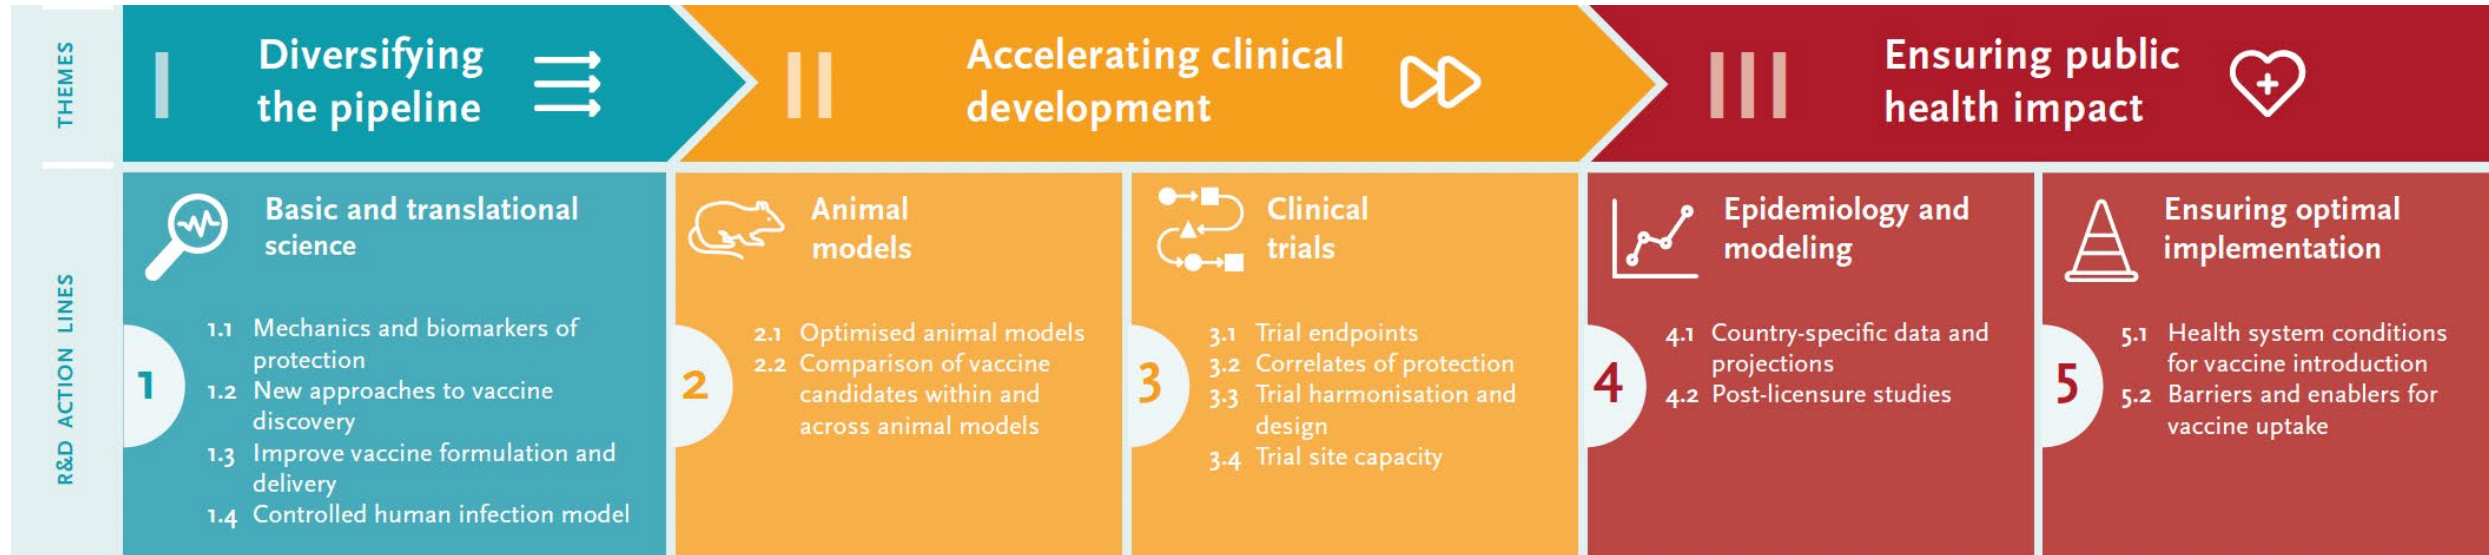 THEMES
I
Diversifying
the pipeline
II
Accelerating clinical
development
III
Ensuring public
health impact
R&D ACTION LINES
1
Basic and translational
science
1.1 Mechanics and biomarkers of
protection
1.2 New approaches to vaccine
discovery
1.3 Improve vaccine formulation and
delivery
1.4 Controlled human infection model
2
Animal
models
2.1 Optimised animal models
2.2 Comparison of vaccine
candidates within and
across animal models
3
Clinical
trials
3.1 Trial endpoints
3.2 Correlates of protection
3.3 Trial harmonisation and
design
3.4 Trial site capacity
4
Epidemiology and
modeling
4.1 Country-specific data and
projections
4.2 Post-licensure studies
5
Ensuring optimal
implementation
5.1 Health system conditions
for vaccine introduction
5.2 Barriers and enablers for
vaccine uptake